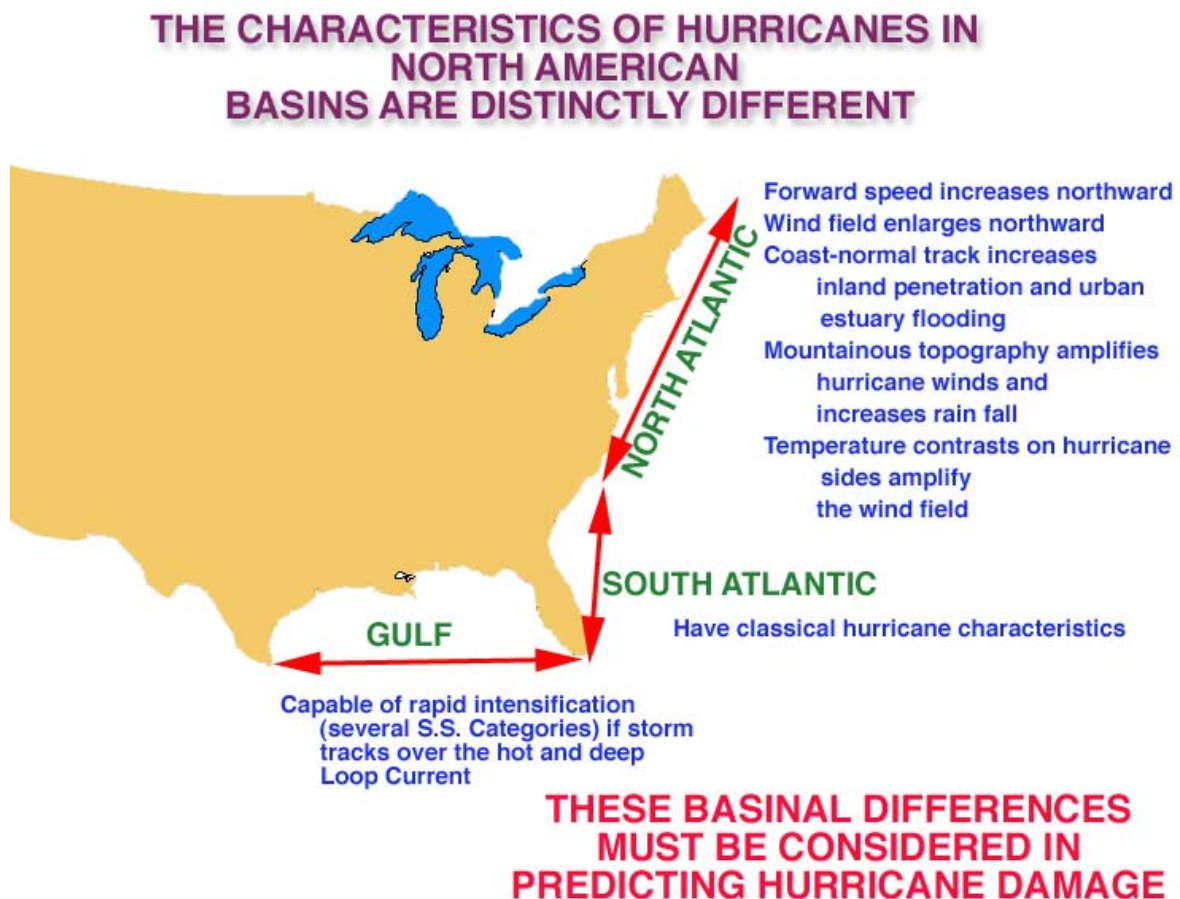 THE CHARACTERISTICS OF HURRICANES IN
NORTH AMERICAN
BASINS ARE DISTINCTLY DIFFERENT
Forward speed increases northward
Wind field enlarges northward
Coast-normal track increases
inland penetration and urban
estuary flooding
Mountainous topography amplifies
hurricane winds and
increases rain fall
Temperature contrasts on hurricane
sides amplify
the wind field
NORTH ATLANTIC
SOUTH ATLANTIC
Have classical hurricane characteristics
GULF
Capable of rapid intensification
(several S.S. Categories) if storm
tracks over the hot and deep
Loop Current
THESE BASINAL DIFFERENCES
MUST BE CONSIDERED IN
PREDICTING HURRICANE DAMAGE